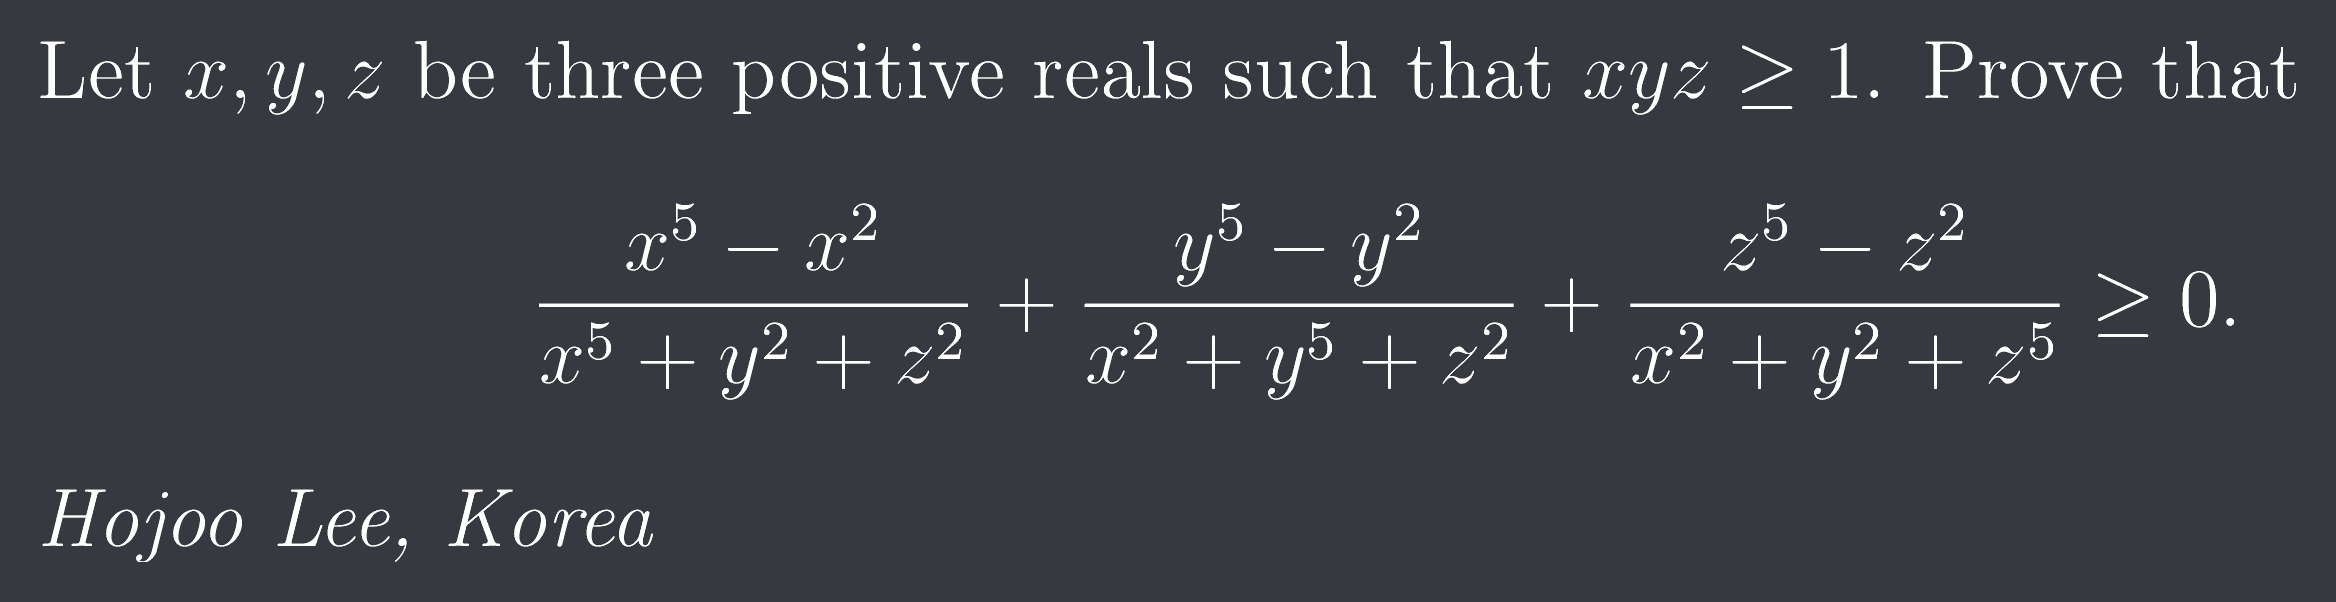 Let $x, y, z$ be three positive reals such that $xyz \geq 1$. Prove that
$$\frac{x^5 - x^2}{x^5 + y^2 + z^2} + \frac{y^5 - y^2}{x^2 + y^5 + z^2} + \frac{z^5 - z^2}{x^2 + y^2 + z^5} \geq 0.$$
Hojoo Lee, Korea